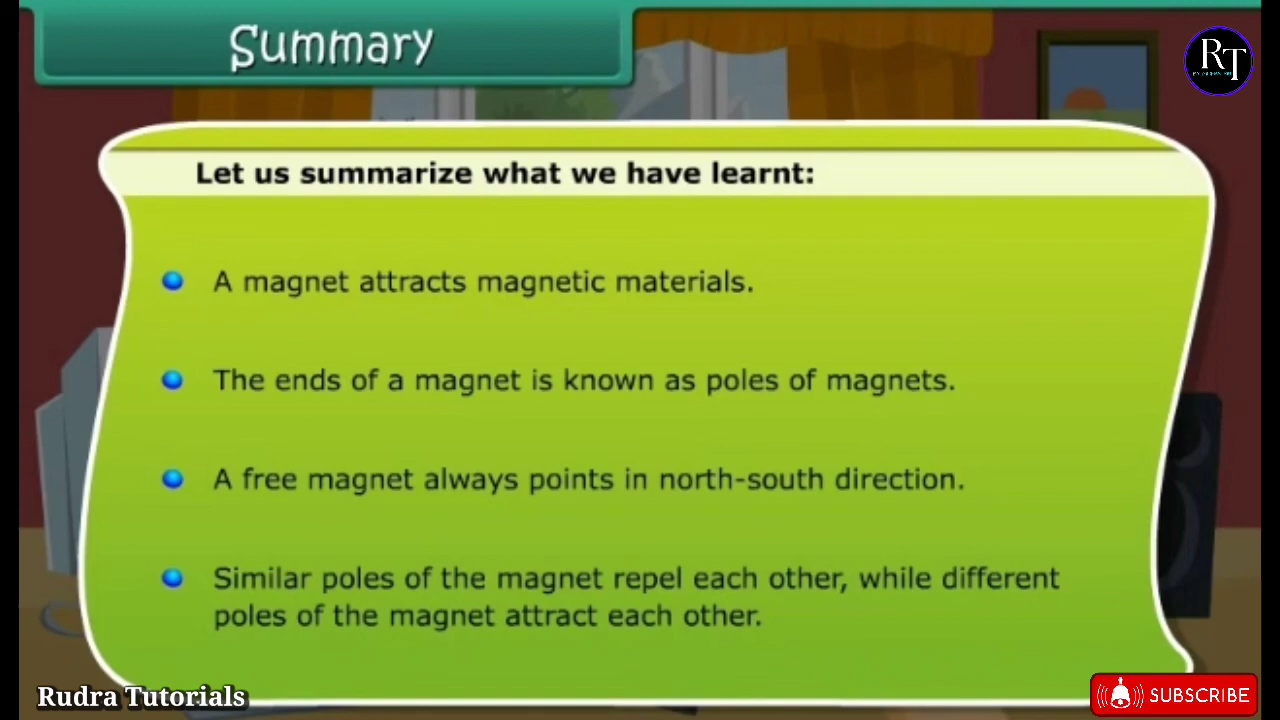 Summary
RT
Let us summarize what we have learnt:
A magnet attracts magnetic materials.
The ends of a magnet is known as poles of magnets.
A free magnet always points in north-south direction.
Similar poles of the magnet repel each other, while different
poles of the magnet attract each other.
Rudra Tutorials
SUBSCRIBE